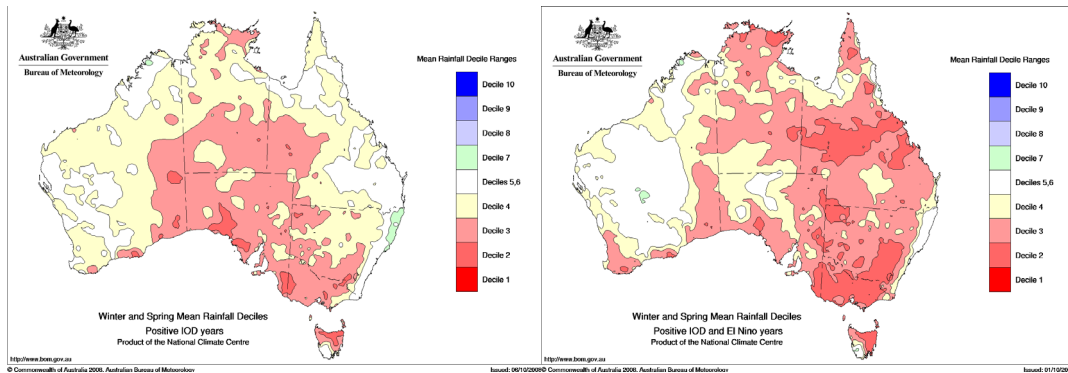 Australian Government
Bureau of Meteorology
Mean Rainfall Decile Ranges
Decile 10
Decile 9
Decile 8
Decile 7
Deciles 5,6
Decile 4
Decile 3
Decile 2
Decile 1
Winter and Spring Mean Rainfall Deciles
Positive IOD years
Product of the National Climate Centre
http://www.bom.gov.au
© Commonwealth of Australia 2008, Australian Bureau of Meteorology
Issued: 06/10/2008
Australian Government
Bureau of Meteorology
Mean Rainfall Decile Ranges
Decile 10
Decile 9
Decile 8
Decile 7
Deciles 5,6
Decile 4
Decile 3
Decile 2
Decile 1
Winter and Spring Mean Rainfall Deciles
Positive IOD and El Nino years
Product of the National Climate Centre
http://www.bom.gov.au
© Commonwealth of Australia 2008, Australian Bureau of Meteorology
Issued: 01/10/20